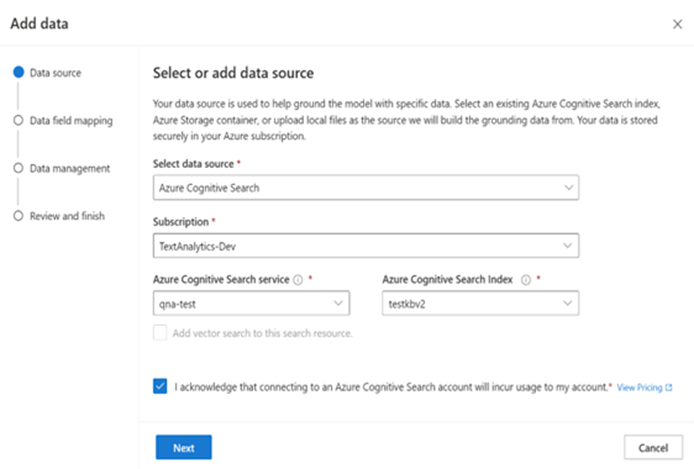 Add data
Data source
Data field mapping
Data management
Review and finish
Select or add data source
Your data source is used to help ground the model with specific data. Select an existing Azure Cognitive Search index,
Azure Storage container, or upload local files as the source we will build the grounding data from. Your data is stored
securely in your Azure subscription.
Select data source *
Azure Cognitive Search
Subscription *
TextAnalytics-Dev
Azure Cognitive Search service *
qna-test
Azure Cognitive Search Index *
testkbv2
Add vector search to this search resource.
I acknowledge that connecting to an Azure Cognitive Search account will incur usage to my account.* View Pricing
Next
Cancel